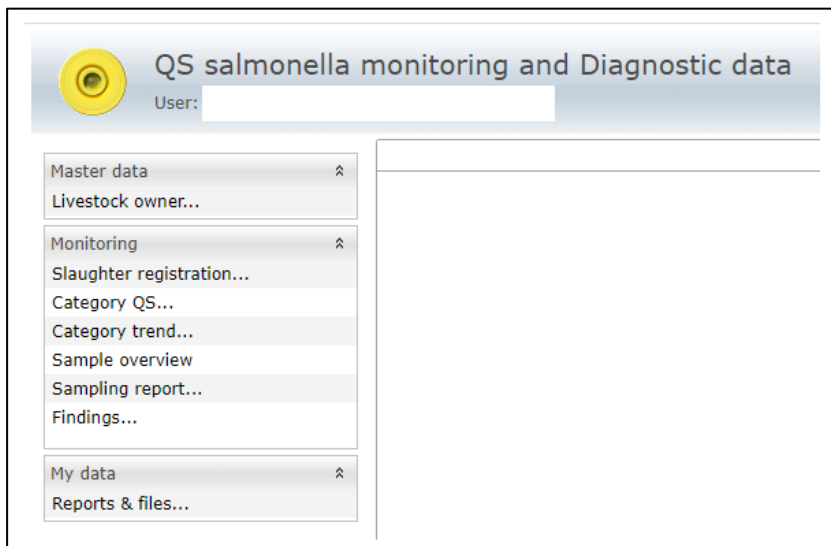 QS salmonella monitoring and Diagnostic data
User:
Master data
Livestock owner...
Monitoring
Slaughter registration...
Category QS...
Category trend...
Sample overview
Sampling report...
Findings...
My data
Reports & files...